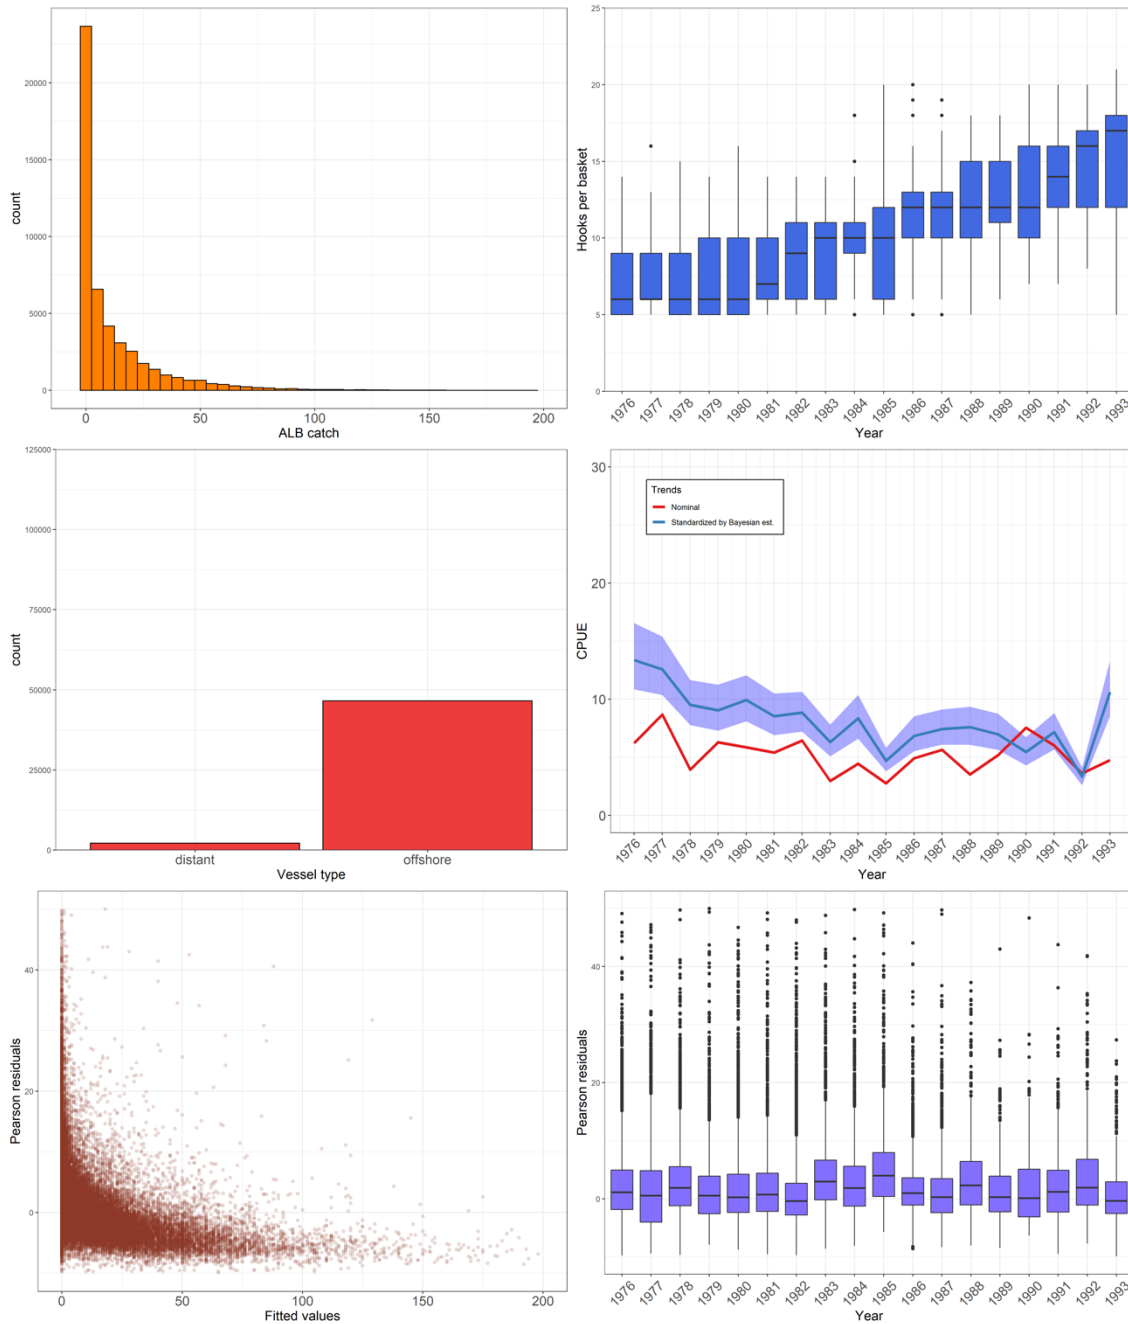 20000
15000
10000
5000
0
count
0 50 100 150 200
ALB catch
25
20
15
10
5
0
Hooks per basket
1976 1977 1978 1979 1980 1981 1982 1983 1984 1985 1986 1987 1988 1989 1990 1991 1992 1993
Year
125000
100000
75000
50000
25000
0
count
distant offshore
Vessel type
30
20
10
0
CPUE
Trends
Nominal
Standardized by Bayesian est.
1976 1977 1978 1979 1980 1981 1982 1983 1984 1985 1986 1987 1988 1989 1990 1991 1992 1993
Year
40
20
0
Pearson residuals
0 50 100 150 200
Fitted values
40
20
0
Pearson residuals
1976 1977 1978 1979 1980 1981 1982 1983 1984 1985 1986 1987 1988 1989 1990 1991 1992 1993
Year